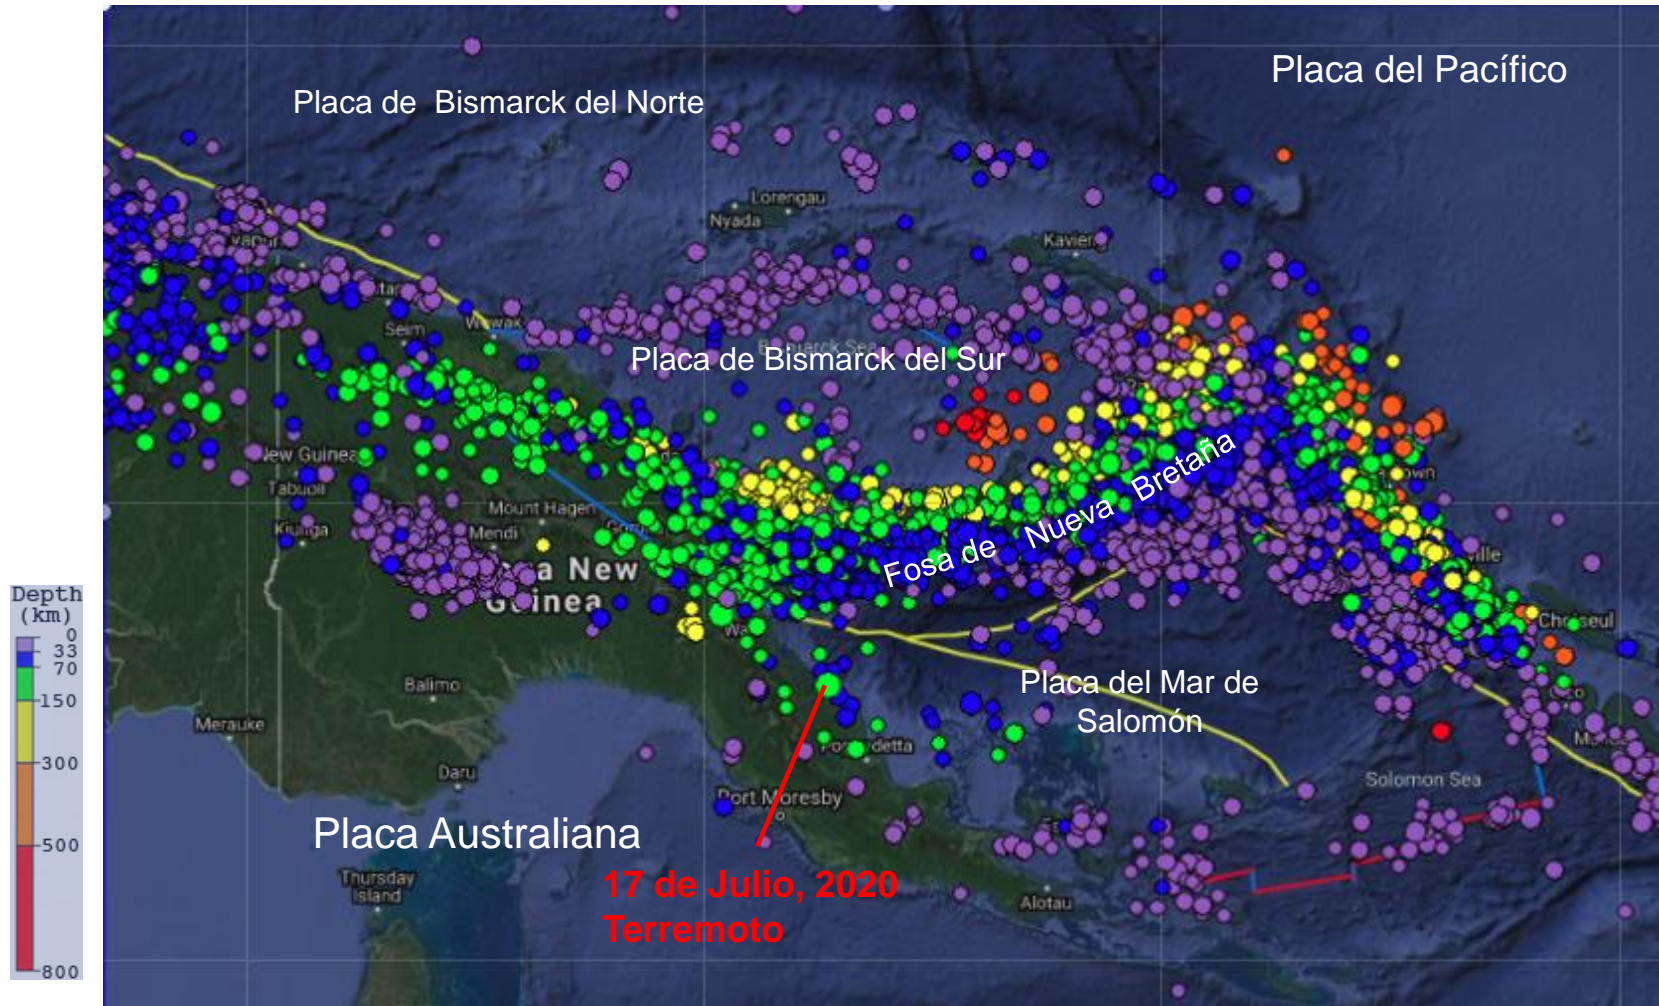 Placa del Pacífico
Placa de Bismarck del Norte
Lorengau
Nyada
Kavieng
Seim
Wewak
Placa de Bismarck del Sur
New Guinea
Tabubil
Kiunga
Mount Hagen
Mendi
Fosa de Nueva Bretaña
Guinea
Depth
(km)
0
33
70
150
300
500
800
Balimo
Merauke
Daru
Placa del Mar de
Salomón
Port Moresby
Solomon Sea
Placa Australiana
Thursday
Island
17 de Julio, 2020
Terremoto
Alotau